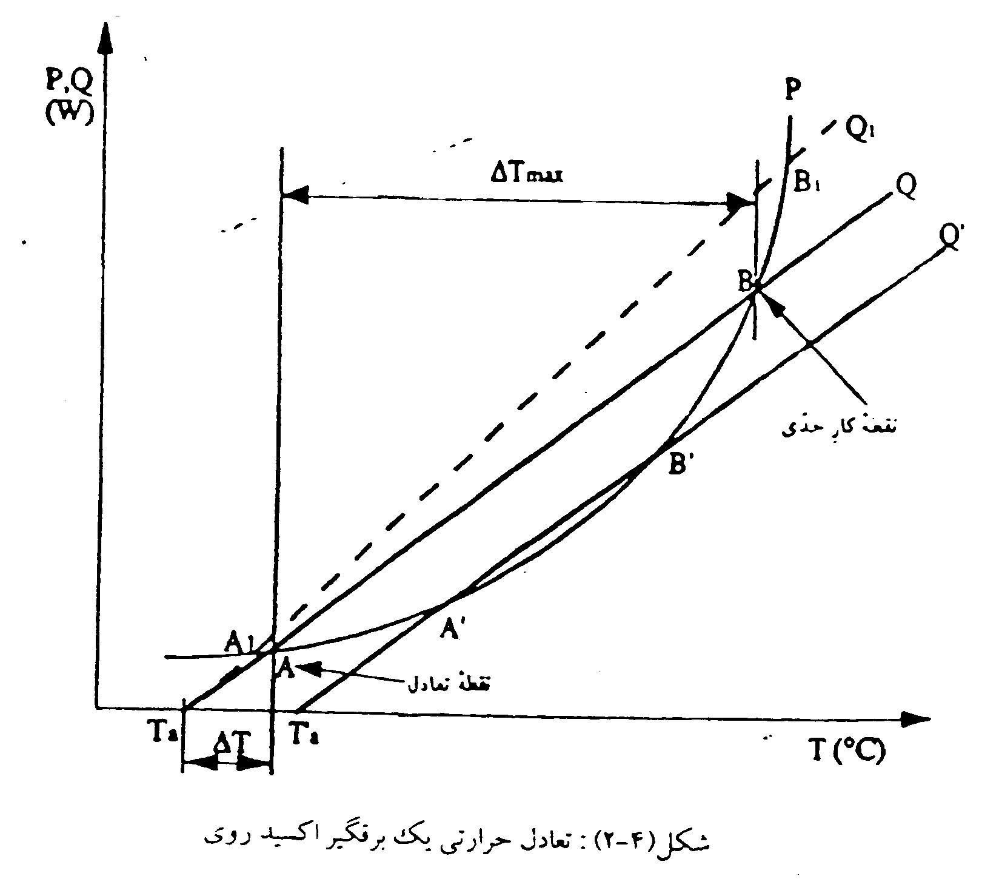 P,Q
(W)
P
Q₁
ΔTmax
B₁
Q
Q'
B
نقطهٔ کار حدی
B'
A'
A₁
A
نقطهٔ تعادل
Ta
ΔT
Ta
T (°C)
شکل (۴-۲) : تعادل حرارتی یک برقگیر اکسید روی